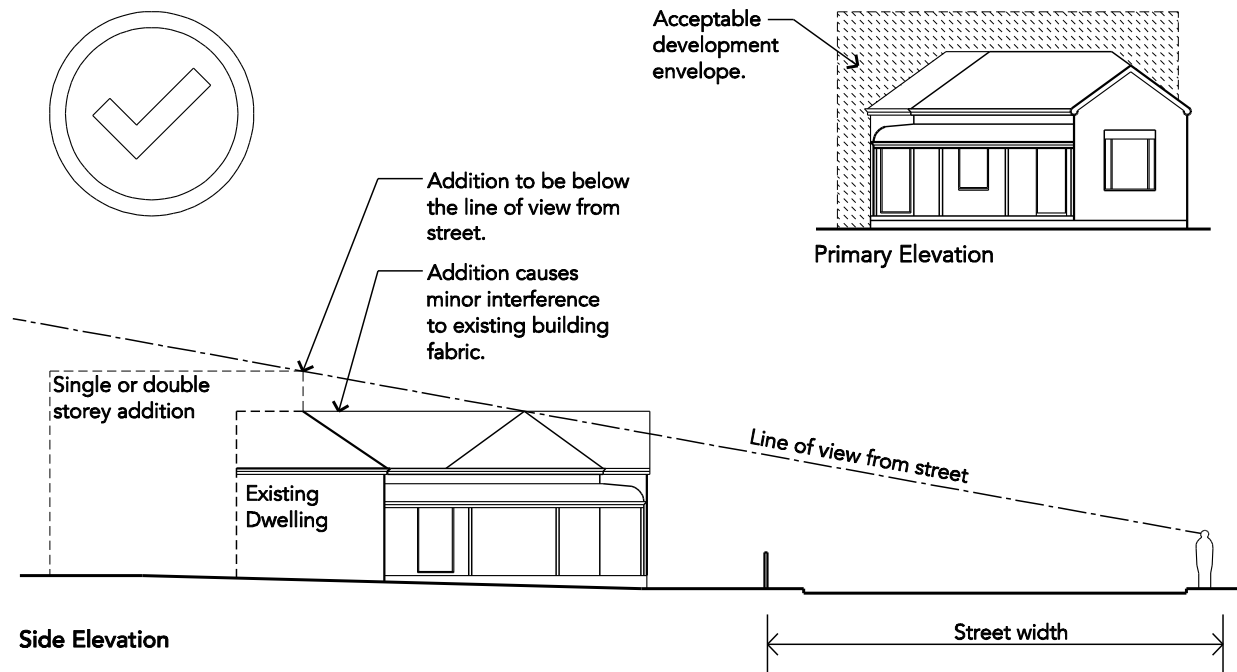 Acceptable
development
envelope.
Primary Elevation
Addition to be below
the line of view from
street.
Addition causes
minor interference
to existing building
fabric.
Single or double
storey addition
Existing
Dwelling
Line of view from street
Side Elevation
Street width